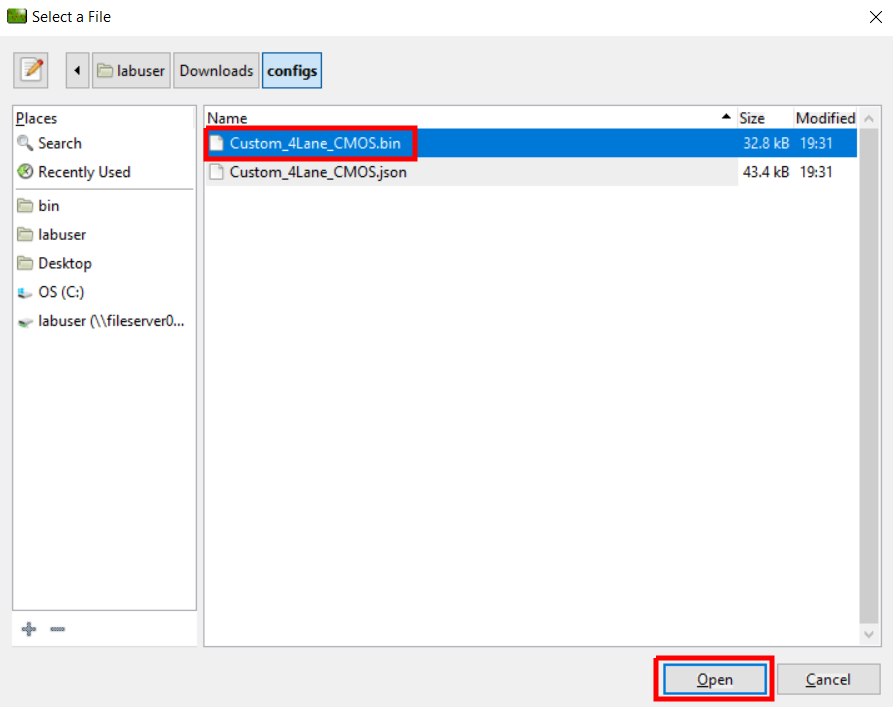 Select a File
labuser Downloads configs
Places
Search
Recently Used
bin
labuser
Desktop
OS (C:)
labuser (\\fileserver0...
Name Size Modified
Custom_4Lane_CMOS.bin 32.8 kB 19:31
Custom_4Lane_CMOS.json 43.4 kB 19:31
Open Cancel